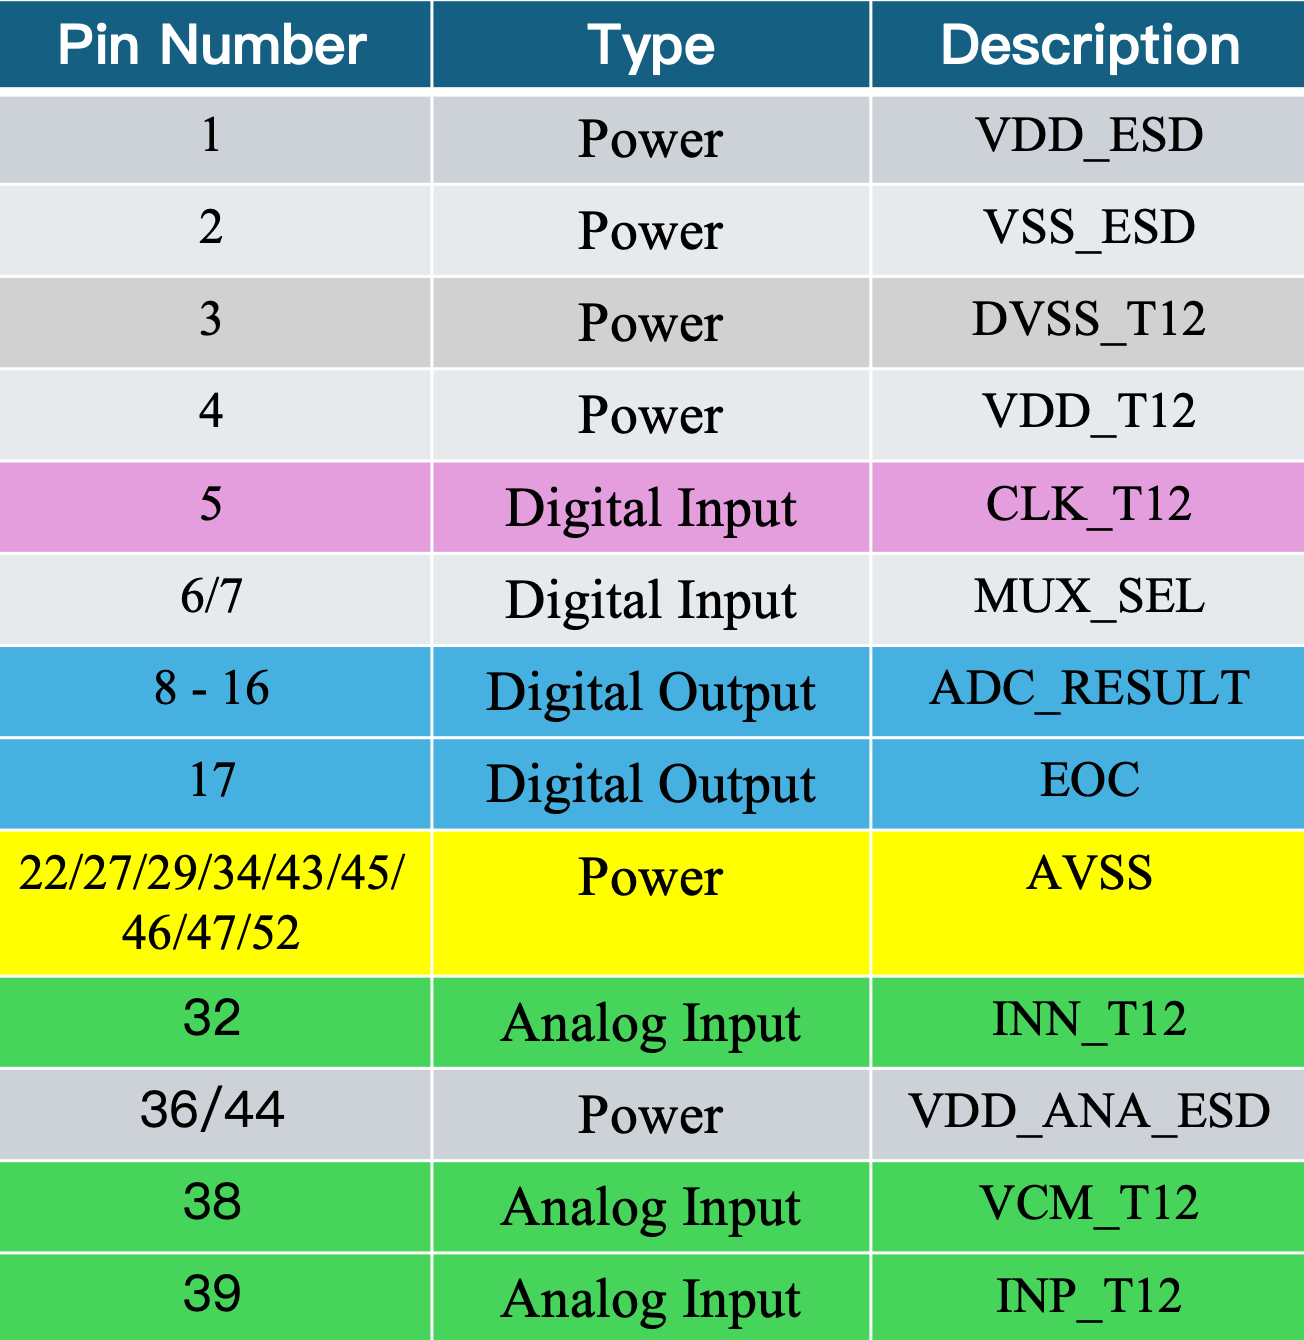 Pin Number Type Description
1 Power VDD_ESD
2 Power VSS_ESD
3 Power DVSS_T12
4 Power VDD_T12
5 Digital Input CLK_T12
6/7 Digital Input MUX_SEL
8 - 16 Digital Output ADC_RESULT
17 Digital Output EOC
22/27/29/34/43/45/ Power AVSS
46/47/52
32 Analog Input INN_T12
36/44 Power VDD_ANA_ESD
38 Analog Input VCM_T12
39 Analog Input INP_T12